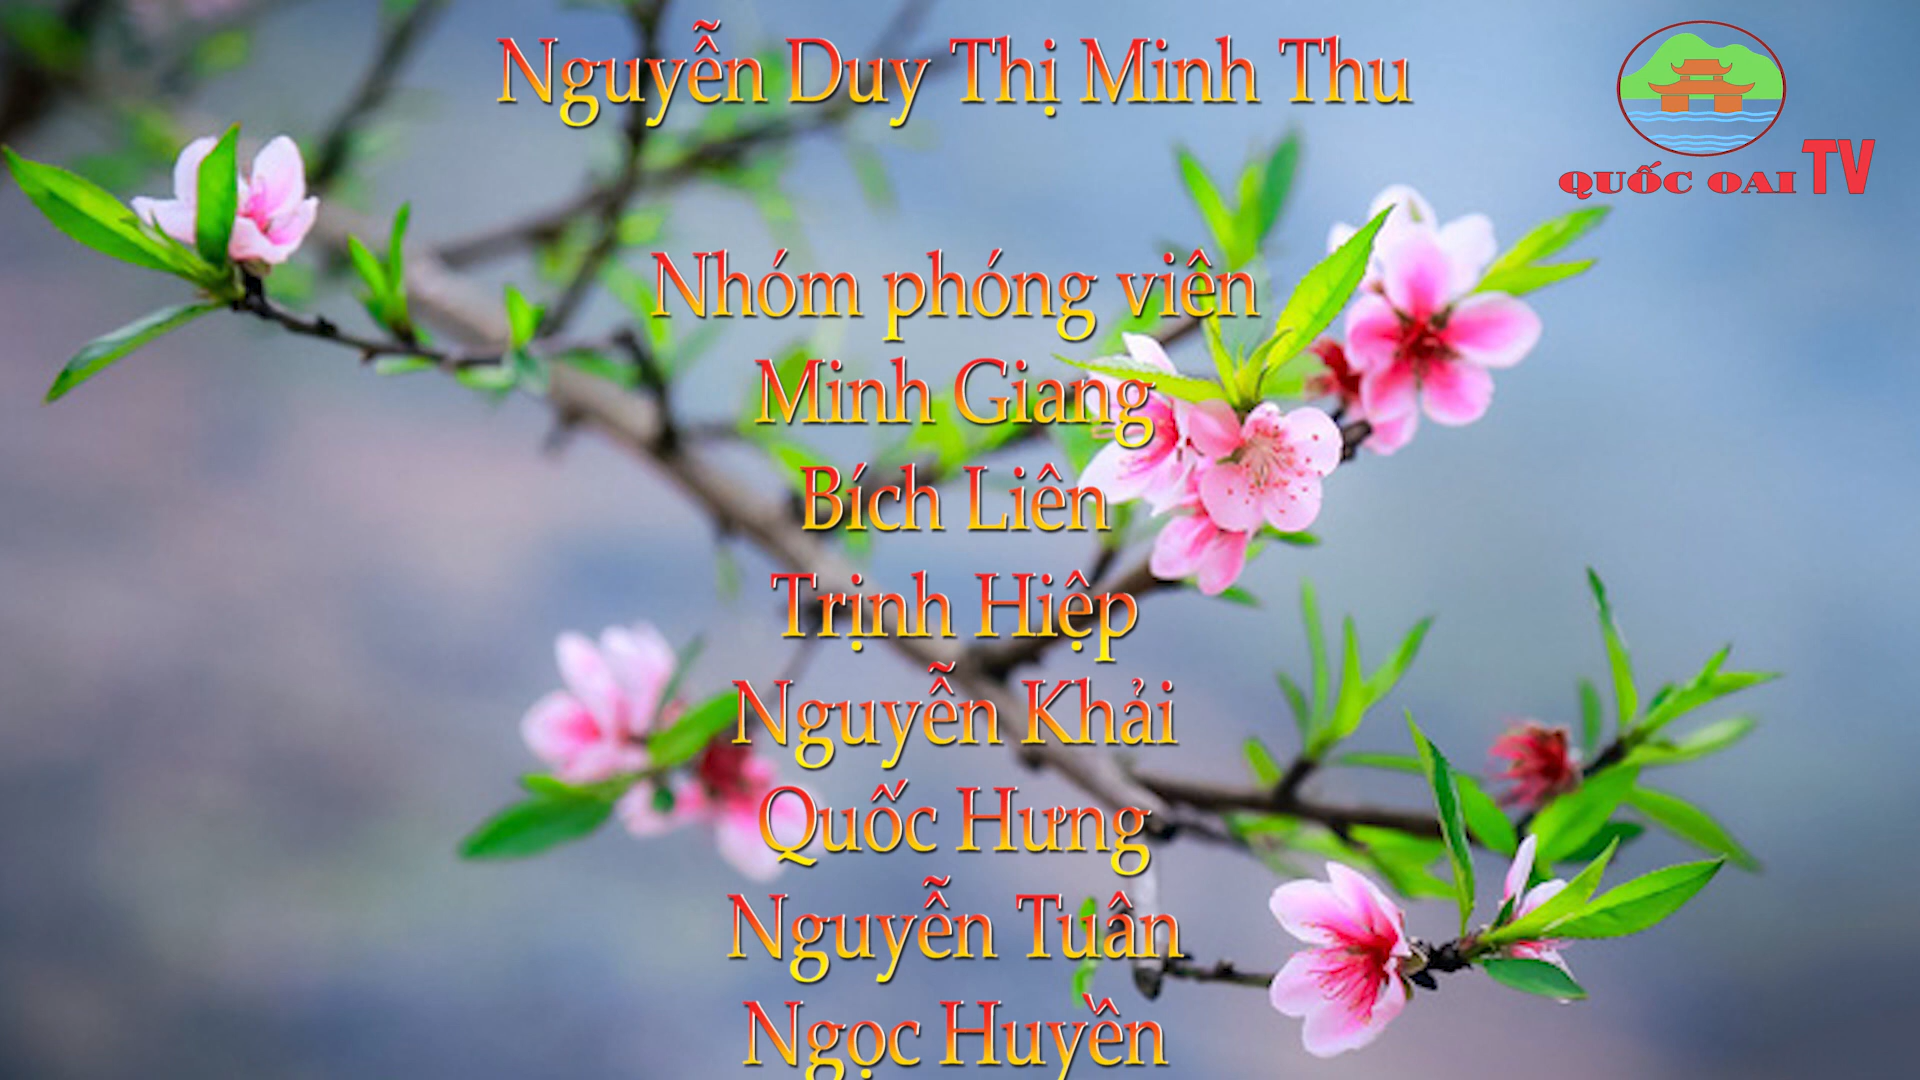 Nguyễn Duy Thị Minh Thu
QUỐC OAI TV
Nhóm phóng viên
Minh Giang
Bích Liên
Trịnh Hiệp
Nguyễn Khải
Quốc Hưng
Nguyễn Tuân
Ngọc Huyền